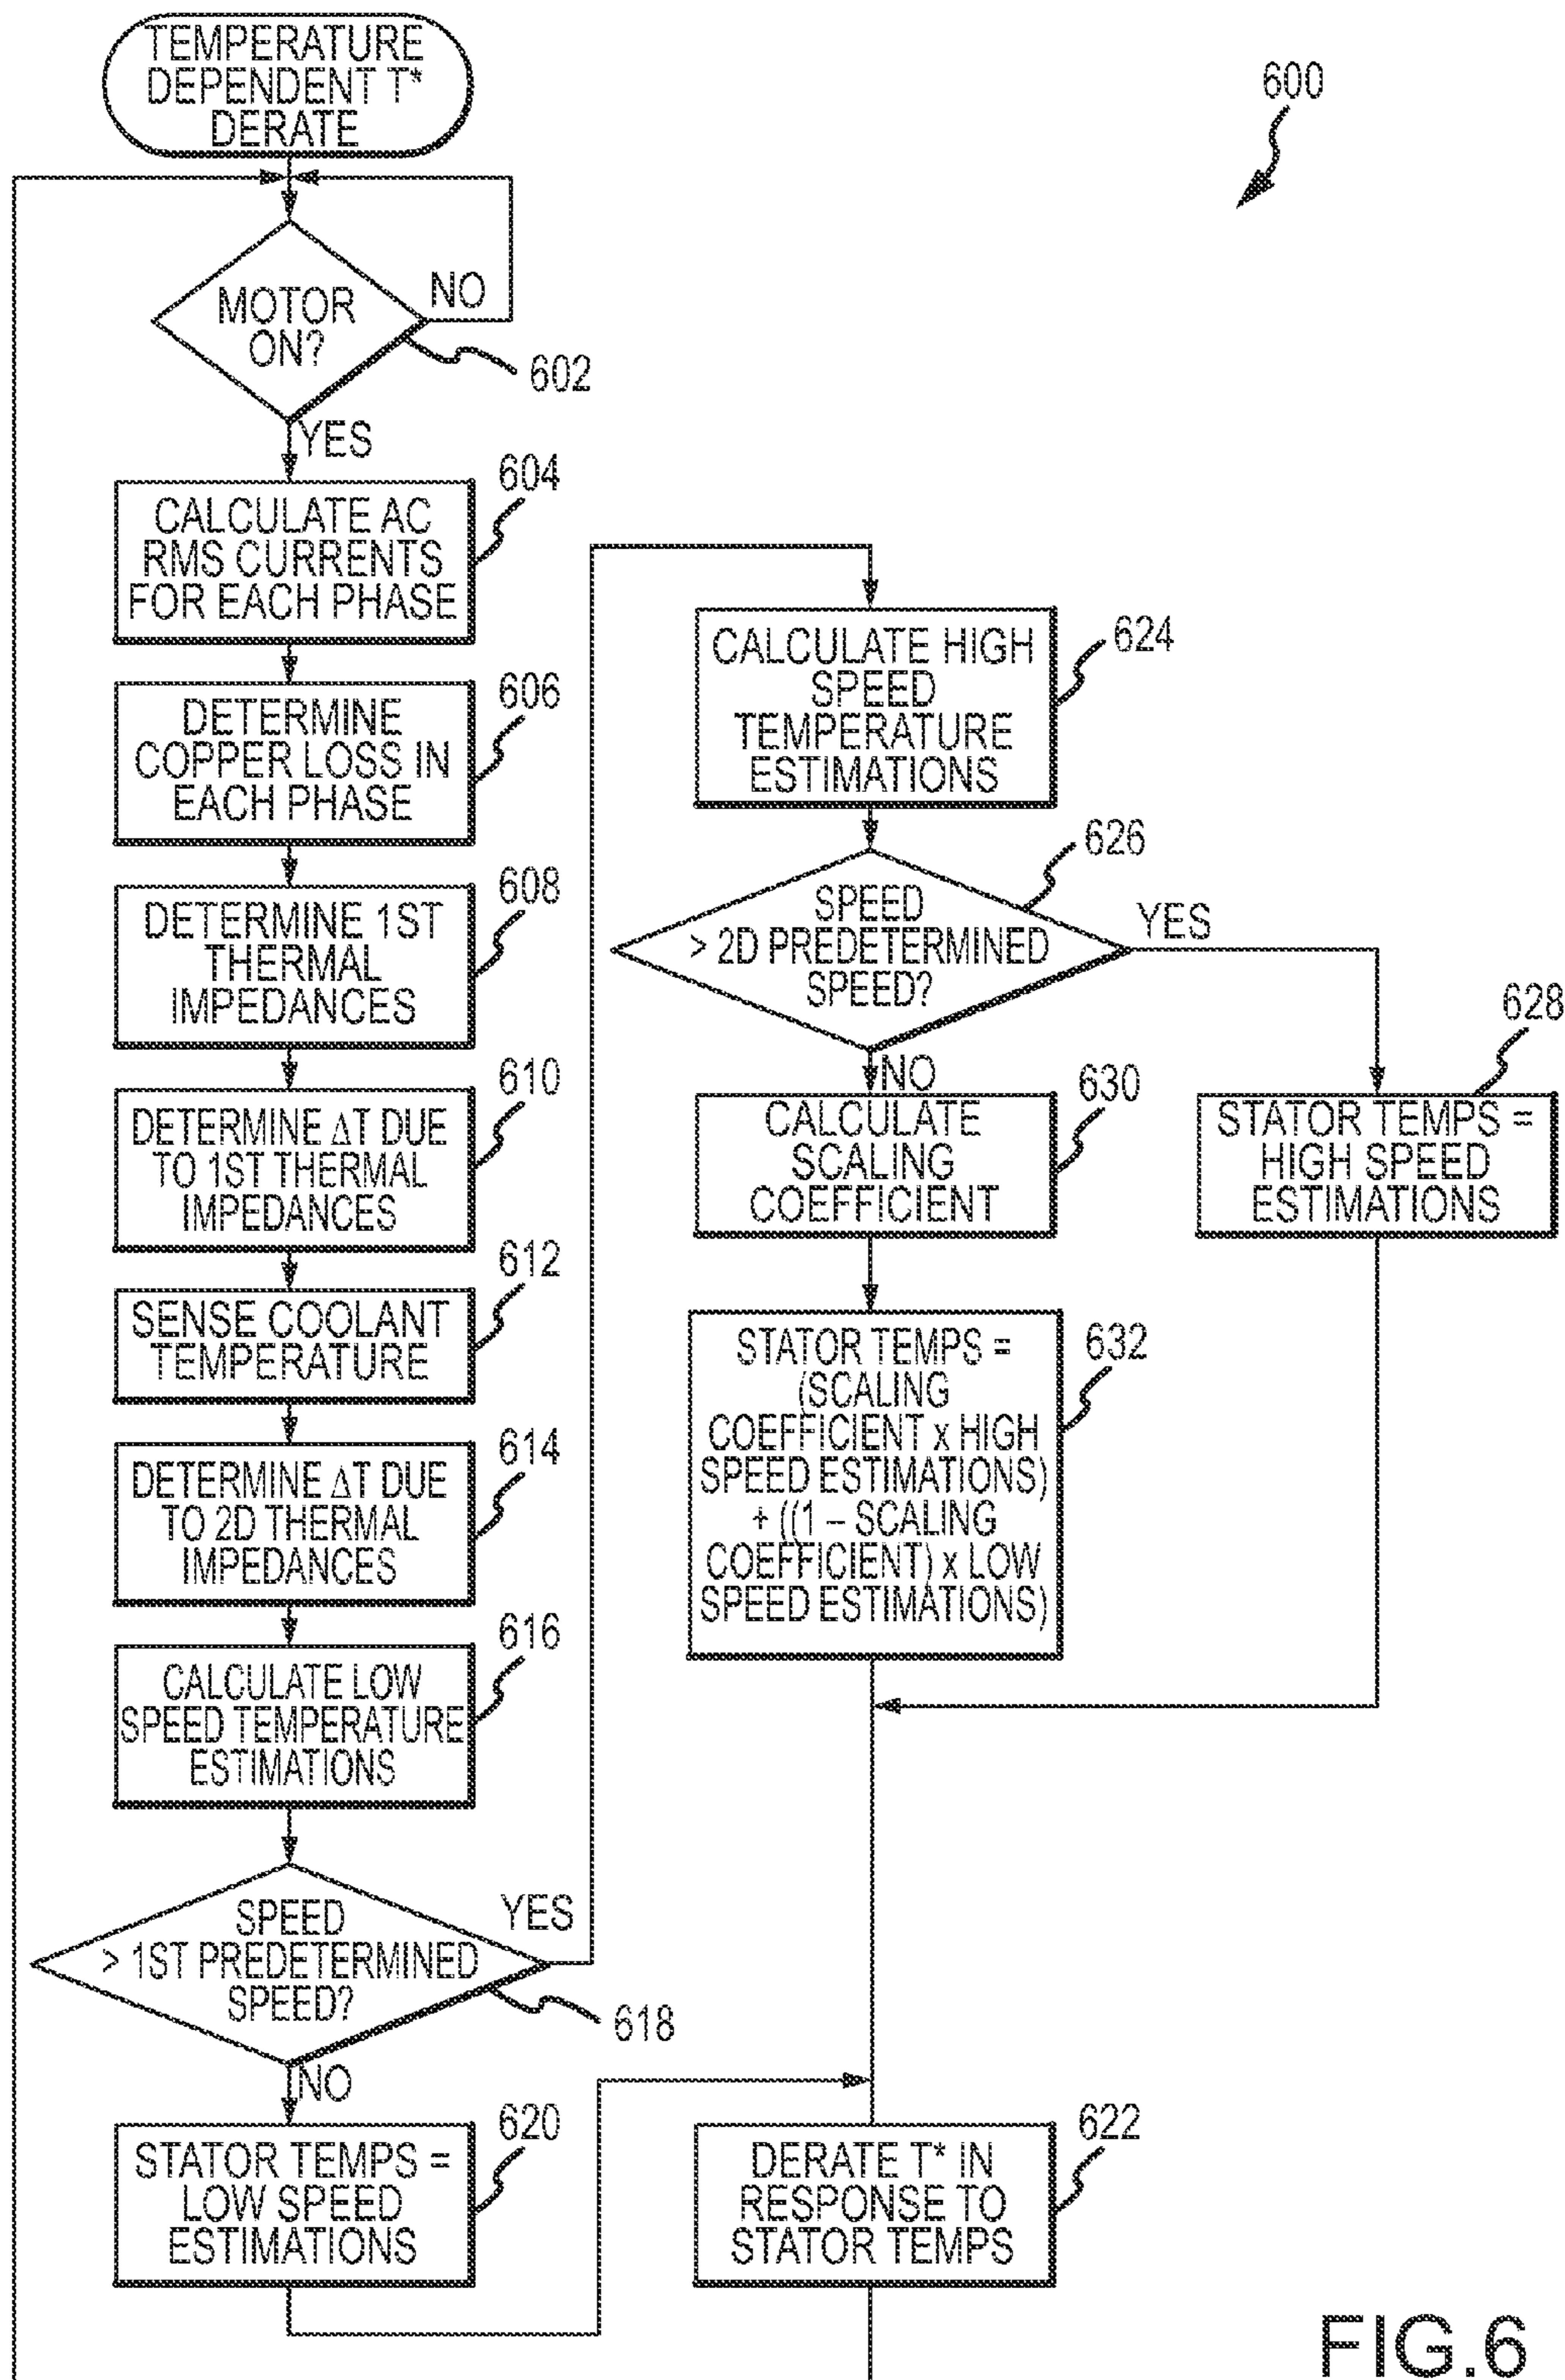 TEMPERATURE
DEPENDENT T*
DERATE
600
MOTOR
ON?
NO
602
YES
604
CALCULATE AC
RMS CURRENTS
FOR EACH PHASE
606
DETERMINE
COPPER LOSS IN
EACH PHASE
608
DETERMINE 1ST
THERMAL
IMPEDANCES
610
DETERMINE ΔT DUE
TO 1ST THERMAL
IMPEDANCES
612
SENSE COOLANT
TEMPERATURE
614
DETERMINE ΔT DUE
TO 2D THERMAL
IMPEDANCES
616
CALCULATE LOW
SPEED TEMPERATURE
ESTIMATIONS
SPEED
> 1ST PREDETERMINED
SPEED?
YES
618
NO
620
STATOR TEMPS =
LOW SPEED
ESTIMATIONS
624
CALCULATE HIGH
SPEED
TEMPERATURE
ESTIMATIONS
626
SPEED
> 2D PREDETERMINED
SPEED?
YES
628
STATOR TEMPS =
HIGH SPEED
ESTIMATIONS
NO
630
CALCULATE
SCALING
COEFFICIENT
632
STATOR TEMPS =
(SCALING
COEFFICIENT x HIGH
SPEED ESTIMATIONS)
+ ((1 – SCALING
COEFFICIENT) x LOW
SPEED ESTIMATIONS)
622
DERATE T* IN
RESPONSE TO
STATOR TEMPS
FIG.6